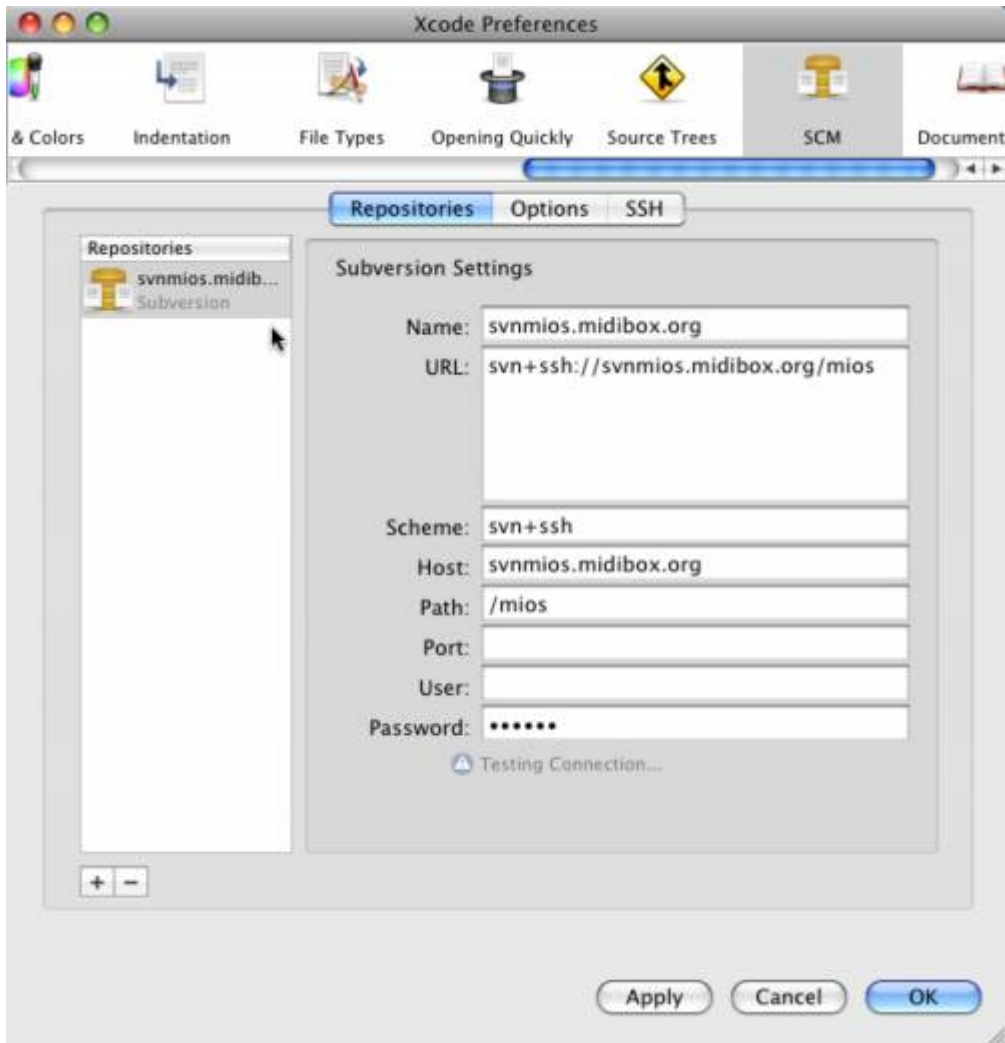 Xcode Preferences
& Colors
Indentation
File Types
Opening Quickly
Source Trees
SCM
Document
Repositories
Options
SSH
Repositories
svnmios.midib...
Subversion
Subversion Settings
Name: svnmios.midibox.org
URL: svn+ssh://svnmios.midibox.org/mios
Scheme: svn+ssh
Host: svnmios.midibox.org
Path: /mios
Port:
User:
Password: ••••••
Testing Connection...
+ −
Apply
Cancel
OK